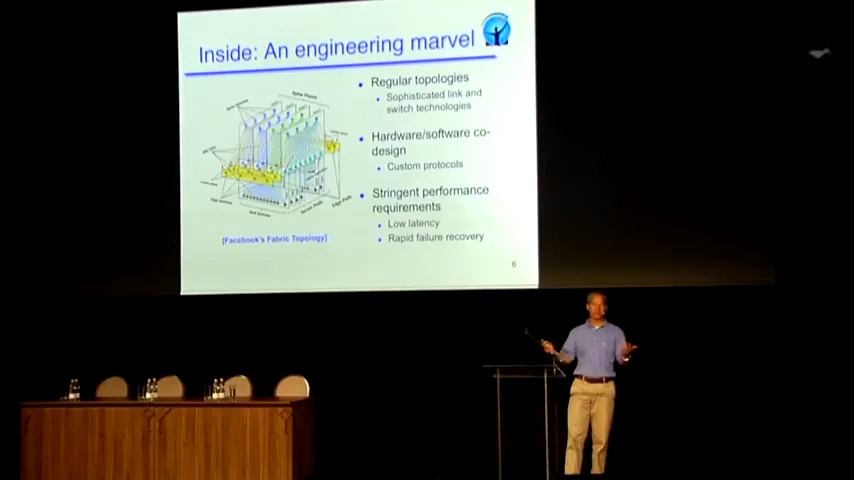 Inside: An engineering marvel
Regular topologies
Sophisticated link and
switch technologies
Hardware/software co-
design
Custom protocols
Stringent performance
requirements
Low latency
Rapid failure recovery
[Facebook's Fabric Topology]
6